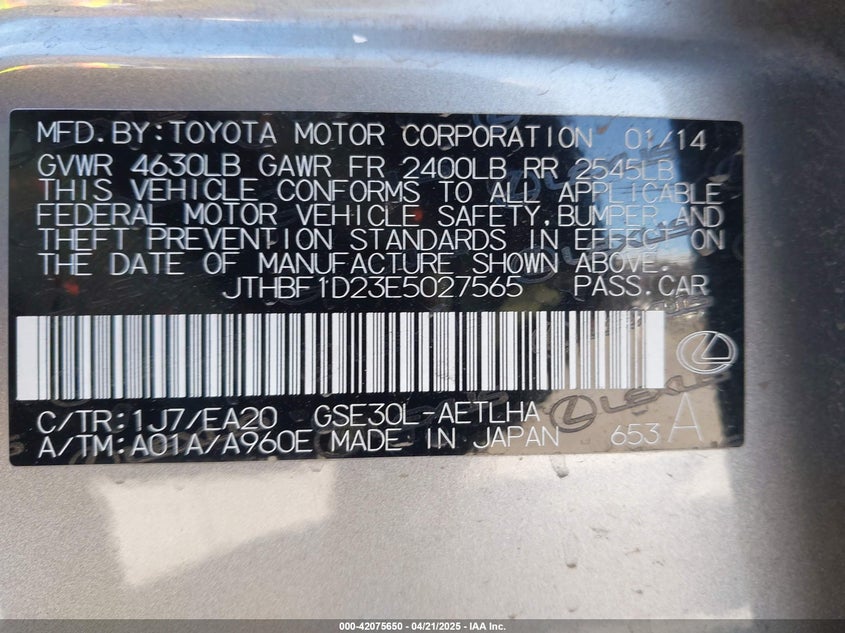 MFD.BY:TOYOTA MOTOR CORPORATION 01/14
GVWR 4630LB GAWR FR 2400LB RR 2545LB
THIS VEHICLE CONFORMS TO ALL APPLICABLE
FEDERAL MOTOR VEHICLE SAFETY,BUMPER,AND
THEFT PREVENTION STANDARDS IN EFFECT ON
THE DATE OF MANUFACTURE SHOWN ABOVE.
JTHBF1D23E5027565 PASS.CAR
C/TR:1J7/EA20 GSE30L-AETLHA
A/TM:A01A/A960E MADE IN JAPAN 653 A
LEXUS
LEXUS
000-42075650 | 04/21/2025 - IAA Inc.